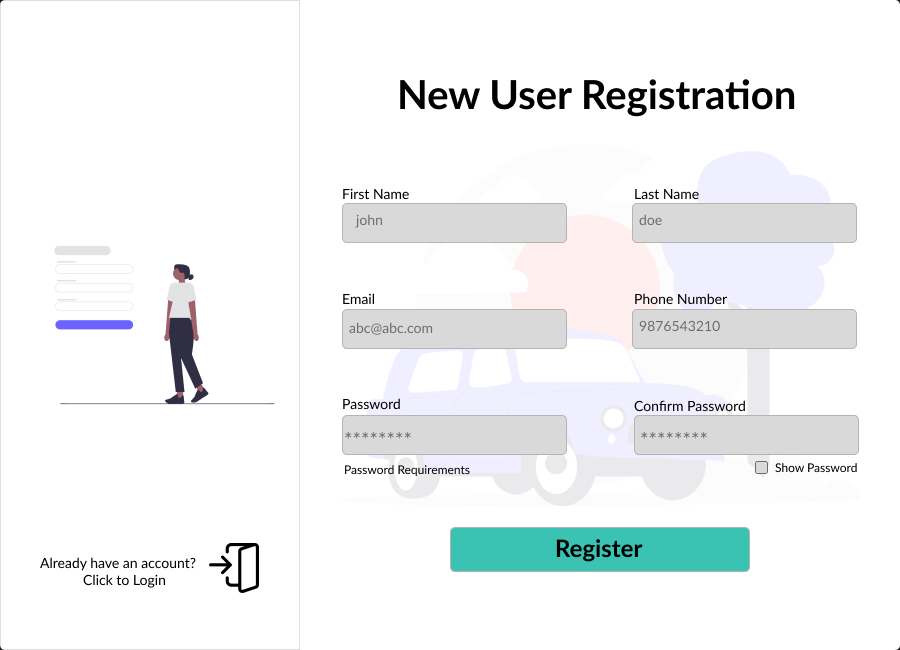 New User Registration
First Name
Last Name
john
doe
Email
Phone Number
abc@abc.com
9876543210
Password
Confirm Password
********
********
Password Requirements
Show Password
Register
Already have an account?
Click to Login